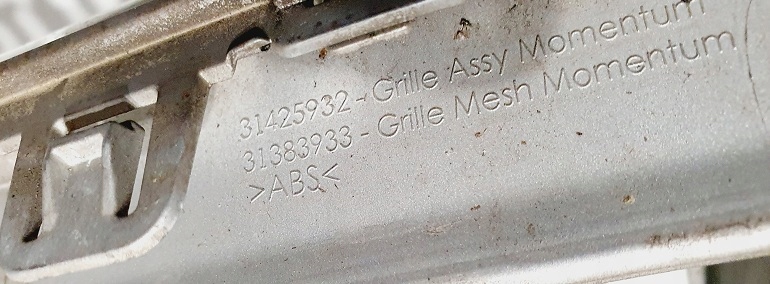 31425932 - Grille Assy Momentum
31383933 - Grille Mesh Momentum
>ABS<